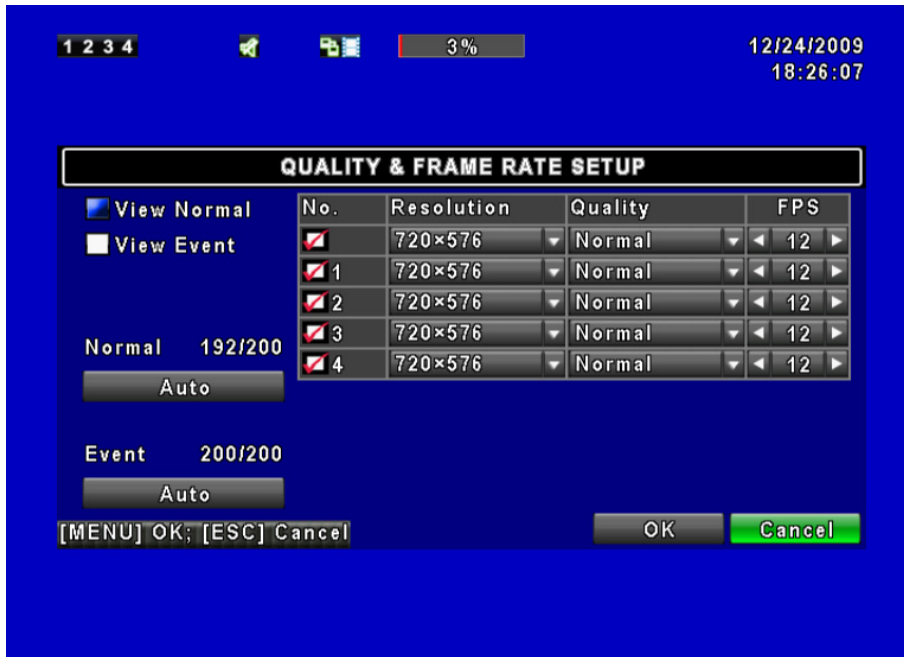 1 2 3 4 3% 12/24/2009
18:26:07
QUALITY & FRAME RATE SETUP
View Normal
View Event
No. Resolution Quality FPS
720×576 Normal 12
1 720×576 Normal 12
2 720×576 Normal 12
3 720×576 Normal 12
4 720×576 Normal 12
Normal 192/200
Auto
Event 200/200
Auto
[MENU] OK; [ESC] Cancel
OK Cancel